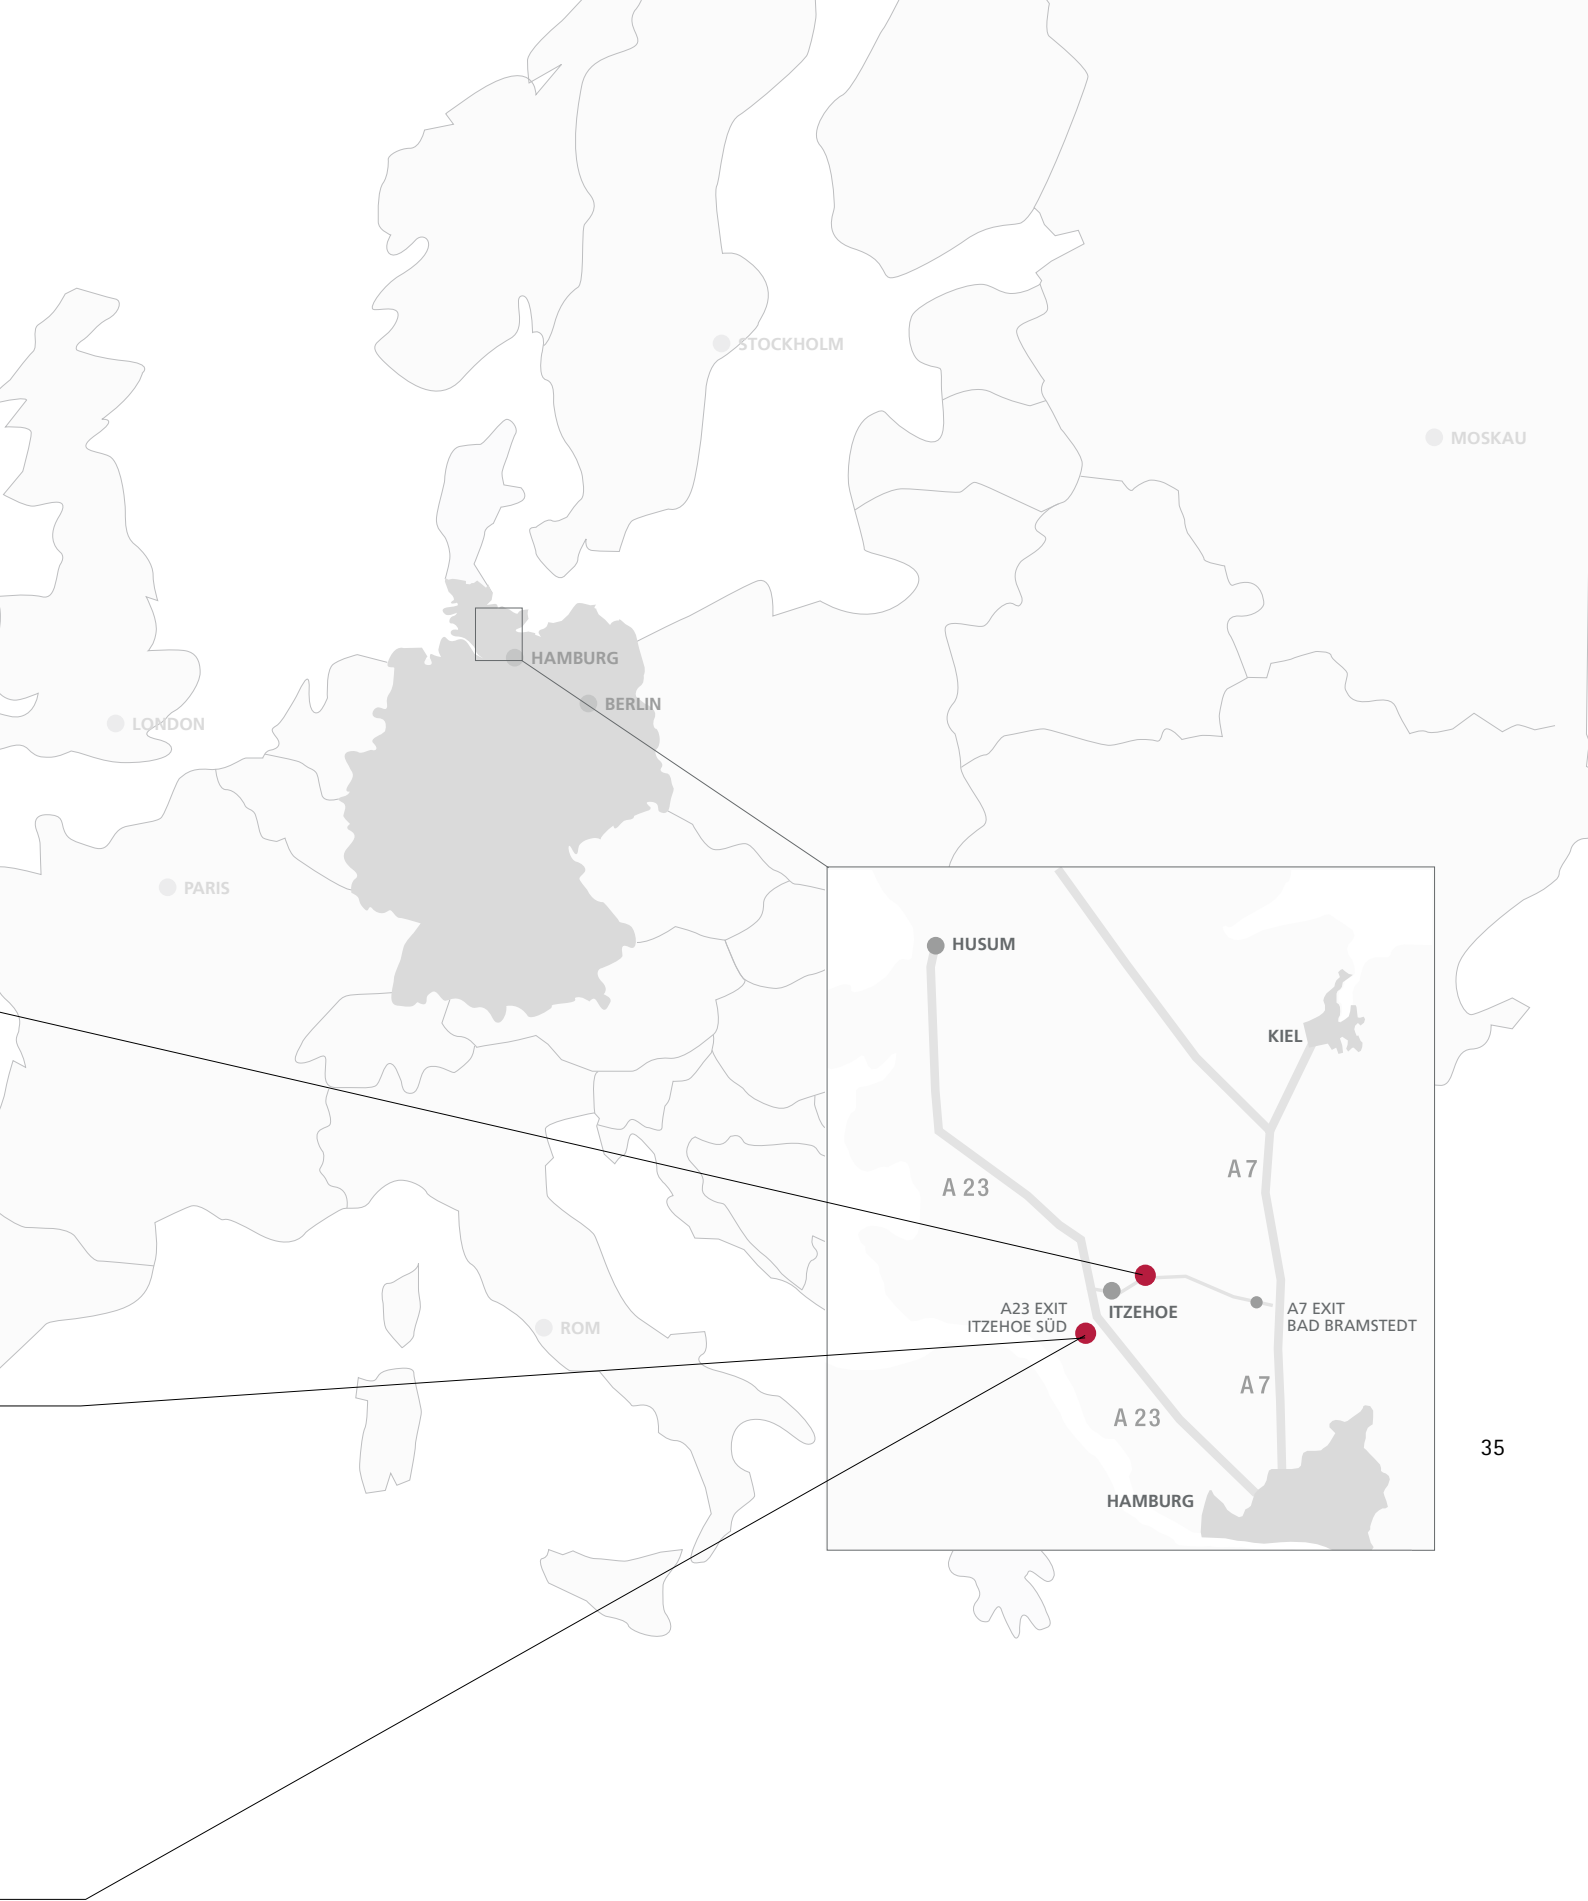 STOCKHOLM
MOSKAU
HAMBURG
BERLIN
LONDON
PARIS
ROM
HUSUM
KIEL
A 7
A 23
A23 EXIT
ITZEHOE SÜD
ITZEHOE
A7 EXIT
BAD BRAMSTEDT
A 7
A 23
HAMBURG
35